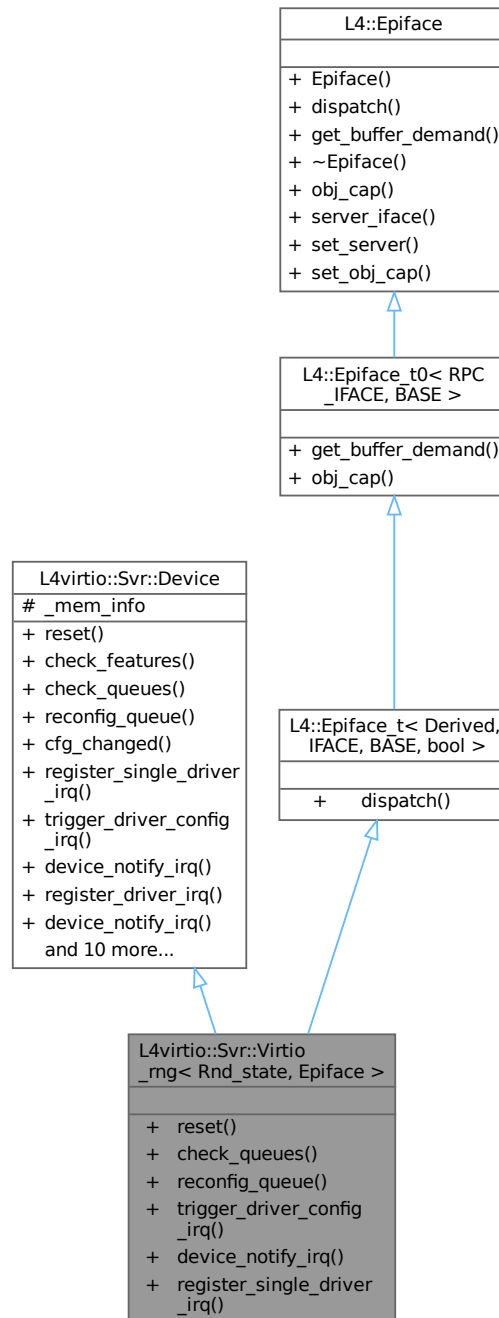 L4::Epiface
+ Epiface()
+ dispatch()
+ get_buffer_demand()
+ ~Epiface()
+ obj_cap()
+ server_iface()
+ set_server()
+ set_obj_cap()
L4::Epiface_t0< RPC
_IFACE, BASE >
+ get_buffer_demand()
+ obj_cap()
L4virtio::Svr::Device
# _mem_info
+ reset()
+ check_features()
+ check_queues()
+ reconfig_queue()
+ cfg_changed()
+ register_single_driver
_irq()
+ trigger_driver_config
_irq()
+ device_notify_irq()
+ register_driver_irq()
+ device_notify_irq()
and 10 more...
L4::Epiface_t< Derived,
IFACE, BASE, bool >
+ dispatch()
L4virtio::Svr::Virtio
_rng< Rnd_state, Epiface >
+ reset()
+ check_queues()
+ reconfig_queue()
+ trigger_driver_config
_irq()
+ device_notify_irq()
+ register_single_driver
_irq()